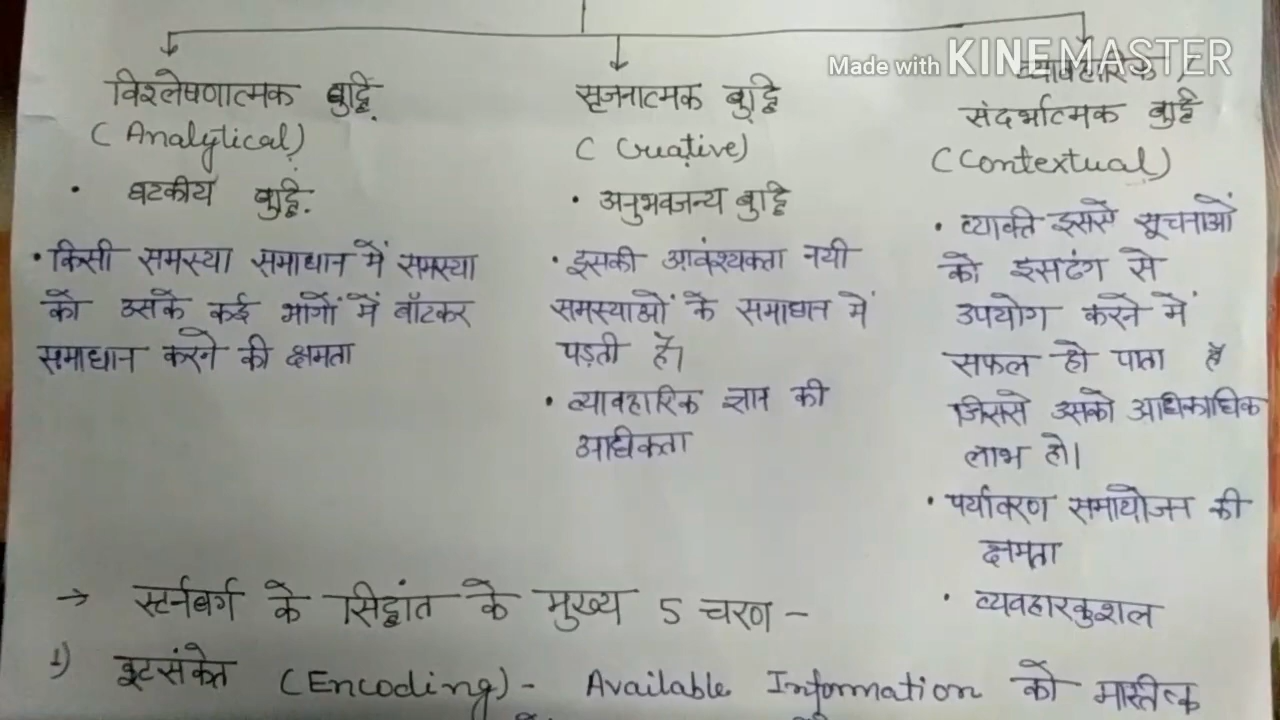 Made with KINEMASTER
विश्लेषणात्मक बुद्धि
(Analytical)
• घटकीय बुद्धि
• किसी समस्या समाधान में समस्या
को उसके कई भागों में बाँटकर
समाधान करने की क्षमता
सृजनात्मक बुद्धि
(Creative)
• अनुभवजन्य बुद्धि
• इसकी आवश्यकता नयी
समस्याओं के समाधान में
पड़ती है।
• व्यावहारिक ज्ञान की
अधिकता
व्यावहारिक /
संदर्भात्मक बुद्धि
(Contextual)
• व्यक्ति इससे सूचनाओं
को इसटंग से
उपयोग करने में
सफल हो पाता है
जिससे उसको अधिकाधिक
लाभ हो।
• पर्यावरण समायोजन की
क्षमता
• व्यवहारकुशल
→ स्टर्नबर्ग के सिद्धांत के मुख्य 5 चरण –
1) कूटसंकेत (Encoding) - Available Information को मस्तिष्क